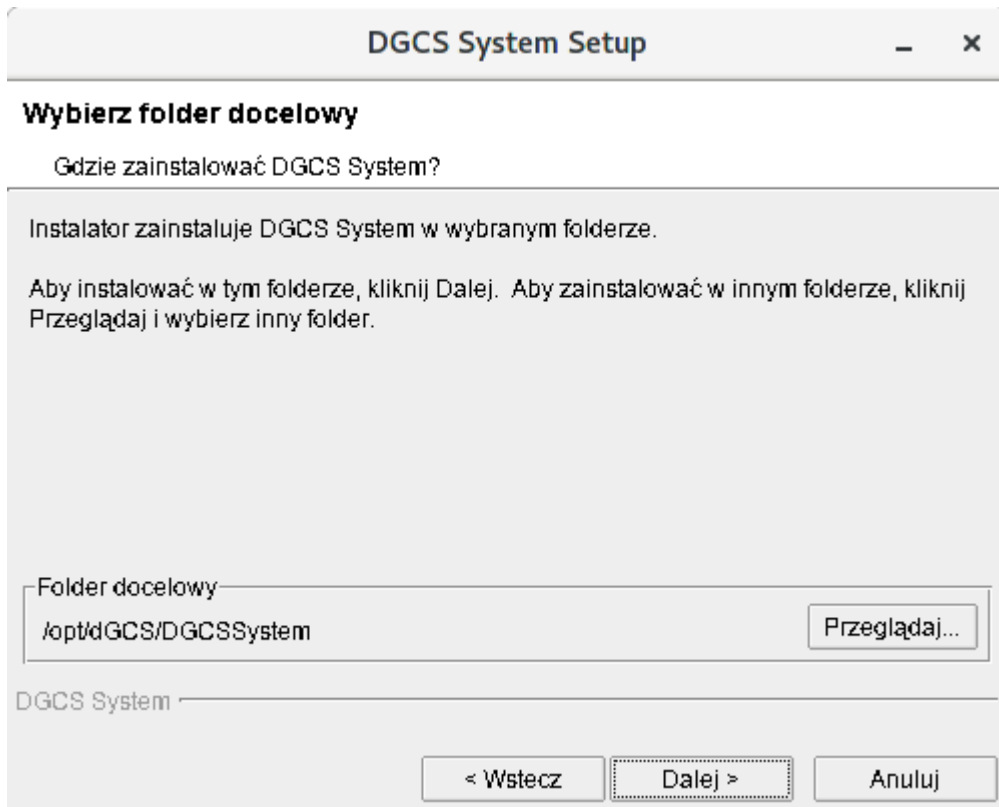 DGCS System Setup
Wybierz folder docelowy
Gdzie zainstalować DGCS System?
Instalator zainstaluje DGCS System w wybranym folderze.
Aby instalować w tym folderze, kliknij Dalej.  Aby zainstalować w innym folderze, kliknij
Przeglądaj i wybierz inny folder.
Folder docelowy
/opt/dGCS/DGCSSystem
Przeglądaj...
DGCS System
< Wstecz
Dalej >
Anuluj